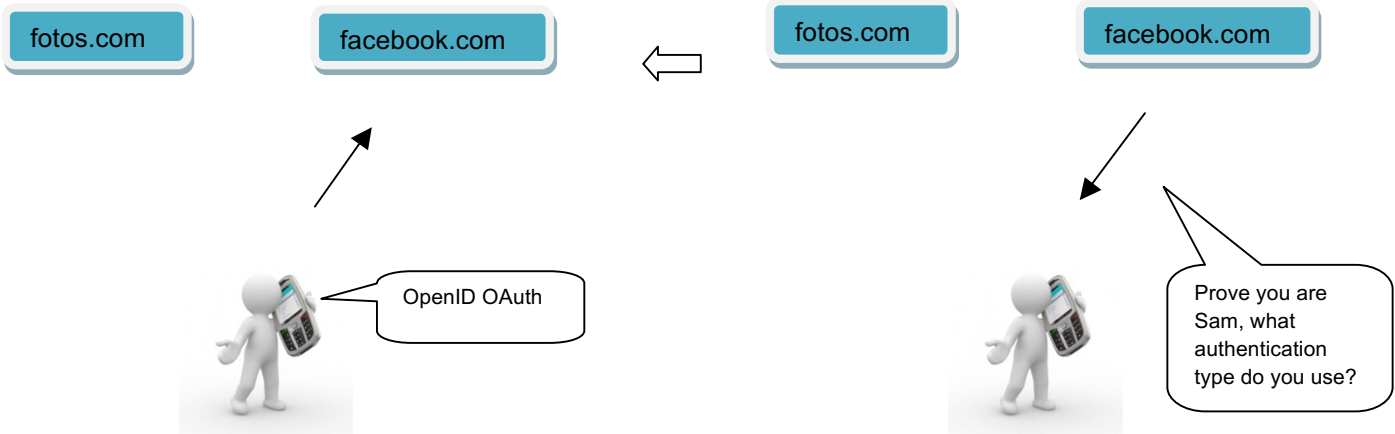 fotos.com
facebook.com
fotos.com
facebook.com
OpenID OAuth
Prove you are
Sam, what
authentication
type do you use?